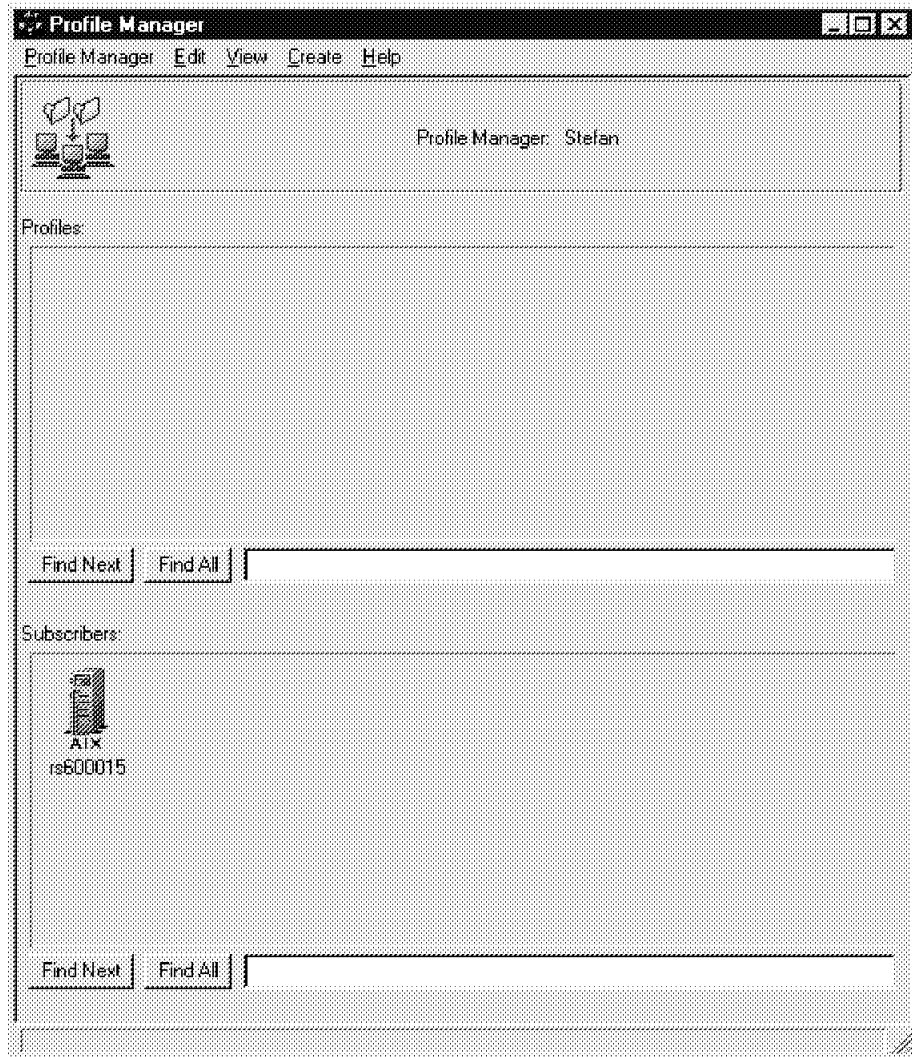 Profile Manager
Profile Manager Edit View Create Help
Profile Manager: Stefan
Profiles:
Find Next Find All
Subscribers:
AIX
rs600015
Find Next Find All